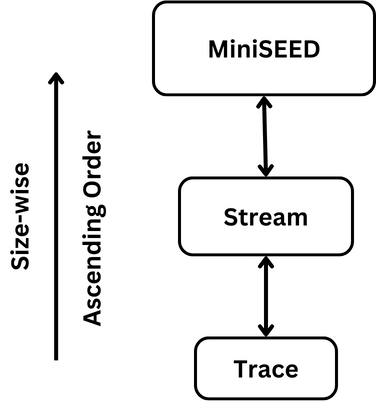 MiniSEED
Size-wise
Ascending Order
Stream
Trace